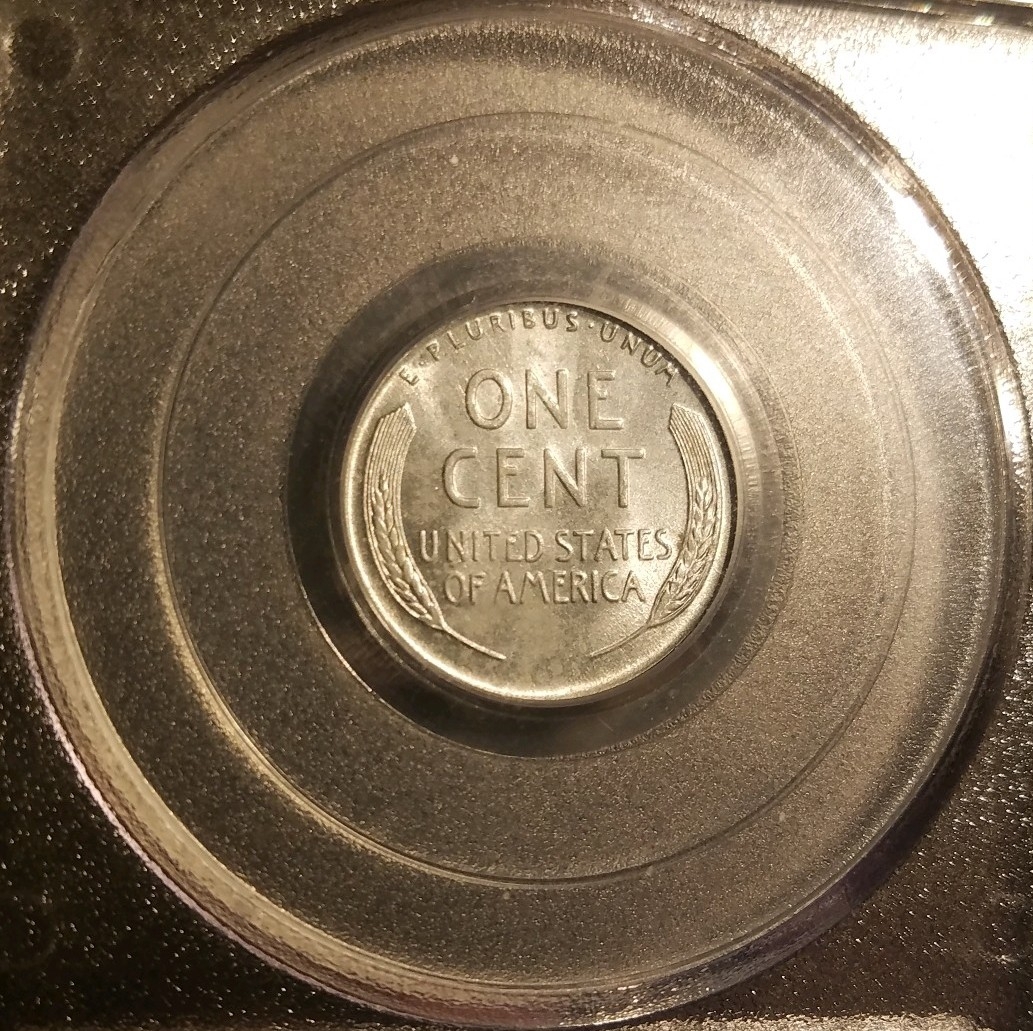 E·PLURIBUS·UNUM
ONE
CENT
UNITED STATES
OF AMERICA